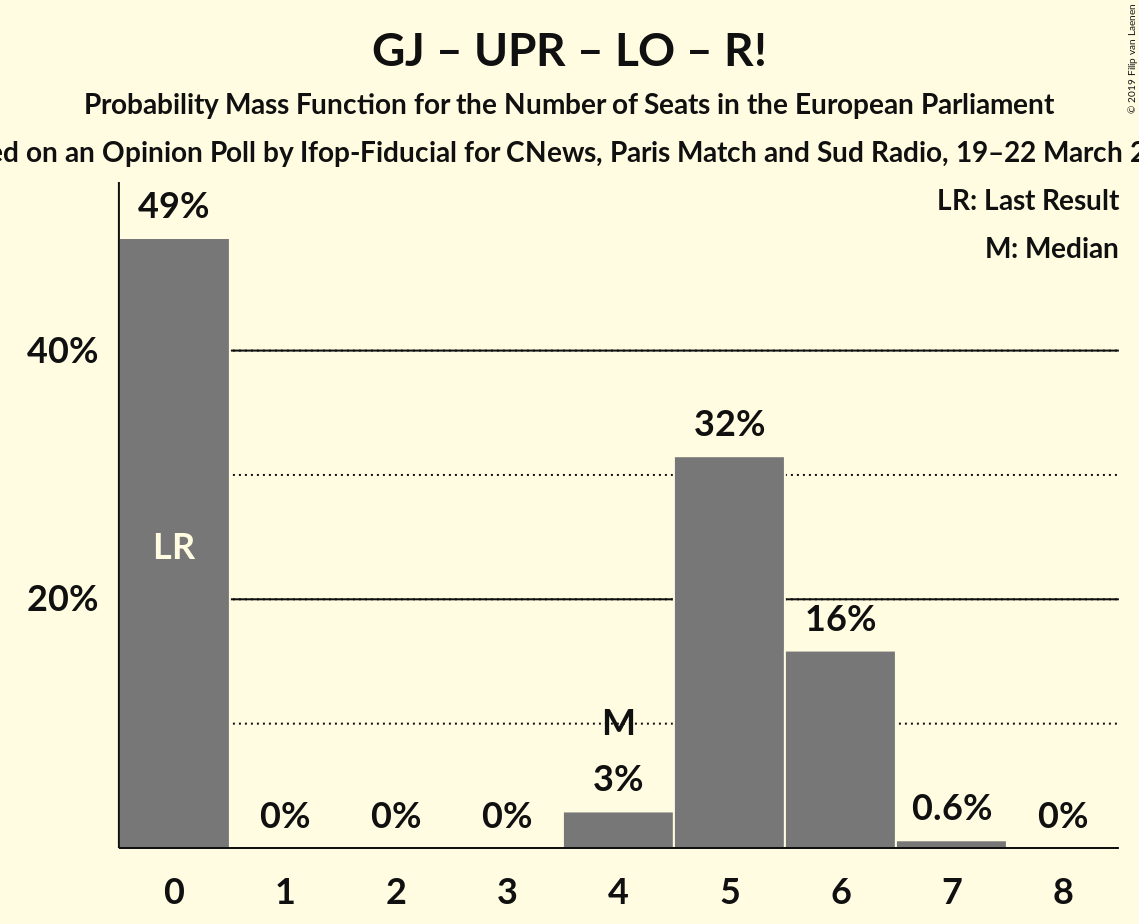 GJ – UPR – LO – R!
Probability Mass Function for the Number of Seats in the European Parliament
on an Opinion Poll by Ifop-Fiducial for CNews, Paris Match and Sud Radio, 19–22 March
© 2019 Filip van Laenen
LR: Last Result
M: Median
49%
40%
32%
LR
20%
16%
M
3%
0%
0%
0%
0.6%
0%
0 1 2 3 4 5 6 7 8